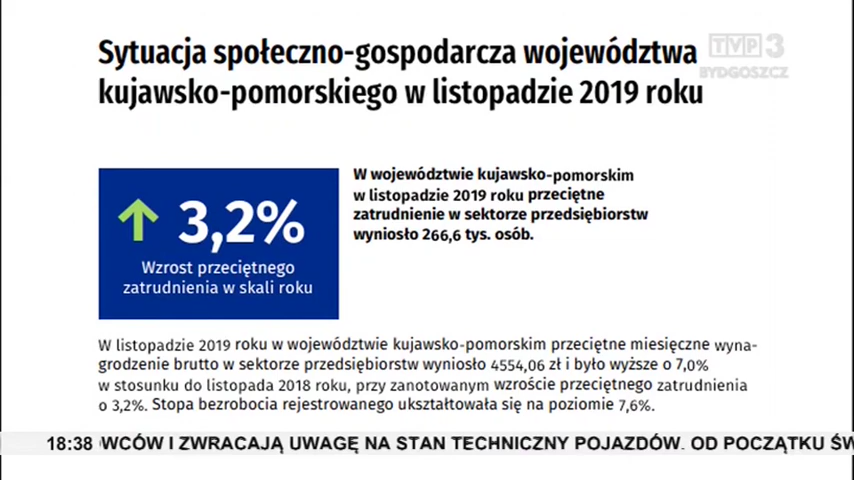 Sytuacja społeczno-gospodarcza województwa
kujawsko-pomorskiego w listopadzie 2019 roku
TVP3
BYDGOSZCZ
3,2%
Wzrost przeciętnego
zatrudnienia w skali roku
W województwie kujawsko-pomorskim
w listopadzie 2019 roku przeciętne
zatrudnienie w sektorze przedsiębiorstw
wyniosło 266,6 tys. osób.
W listopadzie 2019 roku w województwie kujawsko-pomorskim przeciętne miesięczne wyna-
grodzenie brutto w sektorze przedsiębiorstw wyniosło 4554,06 zł i było wyższe o 7,0%
w stosunku do listopada 2018 roku, przy zanotowanym wzroście przeciętnego zatrudnienia
o 3,2%. Stopa bezrobocia rejestrowanego ukształtowała się na poziomie 7,6%.
18:38 OWCÓW I ZWRACAJĄ UWAGĘ NA STAN TECHNICZNY POJAZDÓW. OD POCZĄTKU ŚW